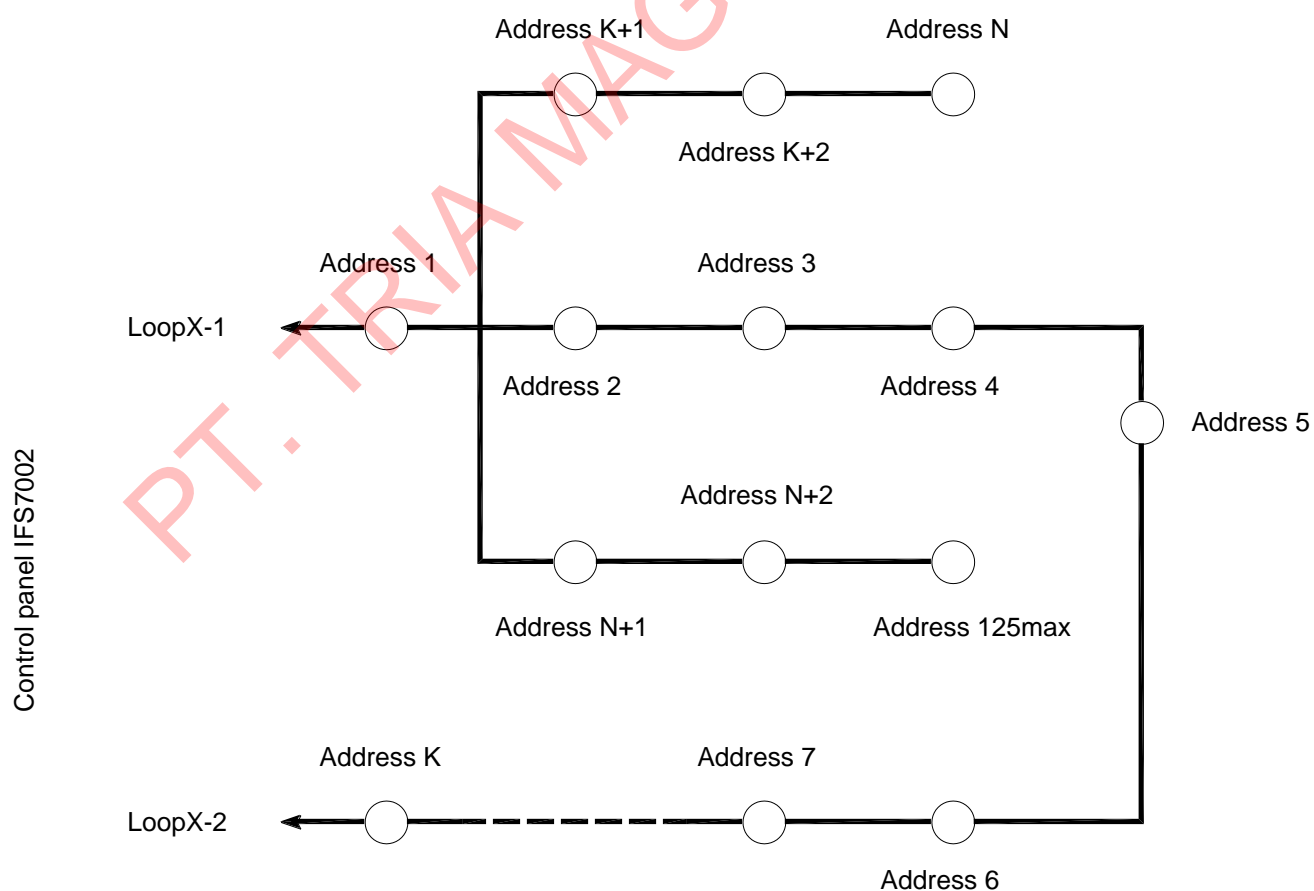 Address K+1
Address N
Address K+2
Address 1
Address 3
LoopX-1
Address 2
Address 4
Address 5
Control panel IFS7002
Address N+2
Address N+1
Address 125max
Address K
Address 7
LoopX-2
Address 6
PT. TRIA MAG